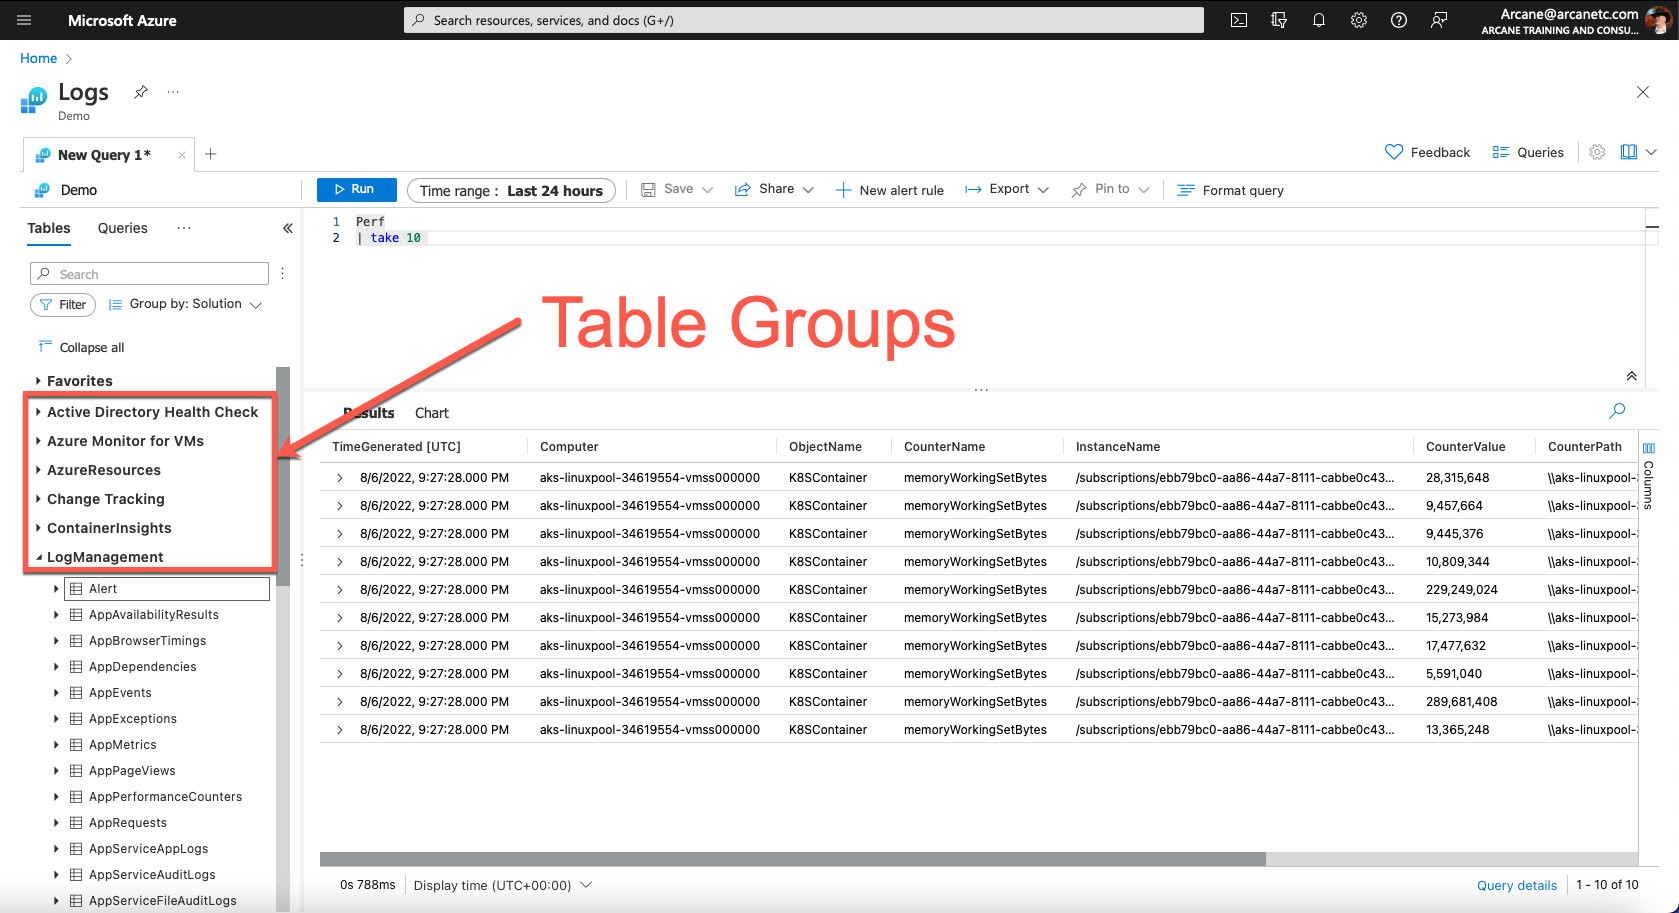 Microsoft Azure
Search resources, services, and docs (G+/)
Arcane@arcanetc.com
ARCANE TRAINING AND CONSU...
Home
Logs
Demo
New Query 1*
Feedback
Queries
Demo
Run
Time range : Last 24 hours
Save
Share
New alert rule
Export
Pin to
Format query
Tables
Queries
1 Perf
2 | take 10
Search
Filter
Group by: Solution
Collapse all
Table Groups
Favorites
Active Directory Health Check
Azure Monitor for VMs
AzureResources
Change Tracking
ContainerInsights
LogManagement
Alert
AppAvailabilityResults
AppBrowserTimings
AppDependencies
AppEvents
AppExceptions
AppMetrics
AppPageViews
AppPerformanceCounters
AppRequests
AppServiceAppLogs
AppServiceAuditLogs
AppServiceFileAuditLogs
Results Chart
TimeGenerated [UTC] Computer ObjectName CounterName InstanceName CounterValue CounterPath
8/6/2022, 9:27:28.000 PM aks-linuxpool-34619554-vmss000000 K8SContainer memoryWorkingSetBytes /subscriptions/ebb79bc0-aa86-44a7-8111-cabbe0c43... 28,315,648 \\aks-linuxpool-
8/6/2022, 9:27:28.000 PM aks-linuxpool-34619554-vmss000000 K8SContainer memoryWorkingSetBytes /subscriptions/ebb79bc0-aa86-44a7-8111-cabbe0c43... 9,457,664 \\aks-linuxpool-
8/6/2022, 9:27:28.000 PM aks-linuxpool-34619554-vmss000000 K8SContainer memoryWorkingSetBytes /subscriptions/ebb79bc0-aa86-44a7-8111-cabbe0c43... 9,445,376 \\aks-linuxpool-
8/6/2022, 9:27:28.000 PM aks-linuxpool-34619554-vmss000000 K8SContainer memoryWorkingSetBytes /subscriptions/ebb79bc0-aa86-44a7-8111-cabbe0c43... 10,809,344 \\aks-linuxpool-
8/6/2022, 9:27:28.000 PM aks-linuxpool-34619554-vmss000000 K8SContainer memoryWorkingSetBytes /subscriptions/ebb79bc0-aa86-44a7-8111-cabbe0c43... 229,249,024 \\aks-linuxpool-
8/6/2022, 9:27:28.000 PM aks-linuxpool-34619554-vmss000000 K8SContainer memoryWorkingSetBytes /subscriptions/ebb79bc0-aa86-44a7-8111-cabbe0c43... 15,273,984 \\aks-linuxpool-
8/6/2022, 9:27:28.000 PM aks-linuxpool-34619554-vmss000000 K8SContainer memoryWorkingSetBytes /subscriptions/ebb79bc0-aa86-44a7-8111-cabbe0c43... 17,477,632 \\aks-linuxpool-
8/6/2022, 9:27:28.000 PM aks-linuxpool-34619554-vmss000000 K8SContainer memoryWorkingSetBytes /subscriptions/ebb79bc0-aa86-44a7-8111-cabbe0c43... 5,591,040 \\aks-linuxpool-
8/6/2022, 9:27:28.000 PM aks-linuxpool-34619554-vmss000000 K8SContainer memoryWorkingSetBytes /subscriptions/ebb79bc0-aa86-44a7-8111-cabbe0c43... 289,681,408 \\aks-linuxpool-
8/6/2022, 9:27:28.000 PM aks-linuxpool-34619554-vmss000000 K8SContainer memoryWorkingSetBytes /subscriptions/ebb79bc0-aa86-44a7-8111-cabbe0c43... 13,365,248 \\aks-linuxpool-
Columns
0s 788ms
Display time (UTC+00:00)
Query details
1 - 10 of 10